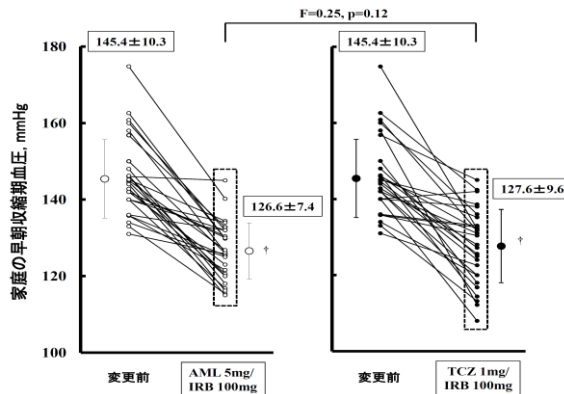 F=0.25, p=0.12
145.4±10.3
145.4±10.3
126.6±7.4
127.6±9.6
†
†
家庭の早朝収縮期血圧, mmHg
180
160
140
120
100
変更前
AML 5mg/
IRB 100mg
変更前
TCZ 1mg/
IRB 100mg